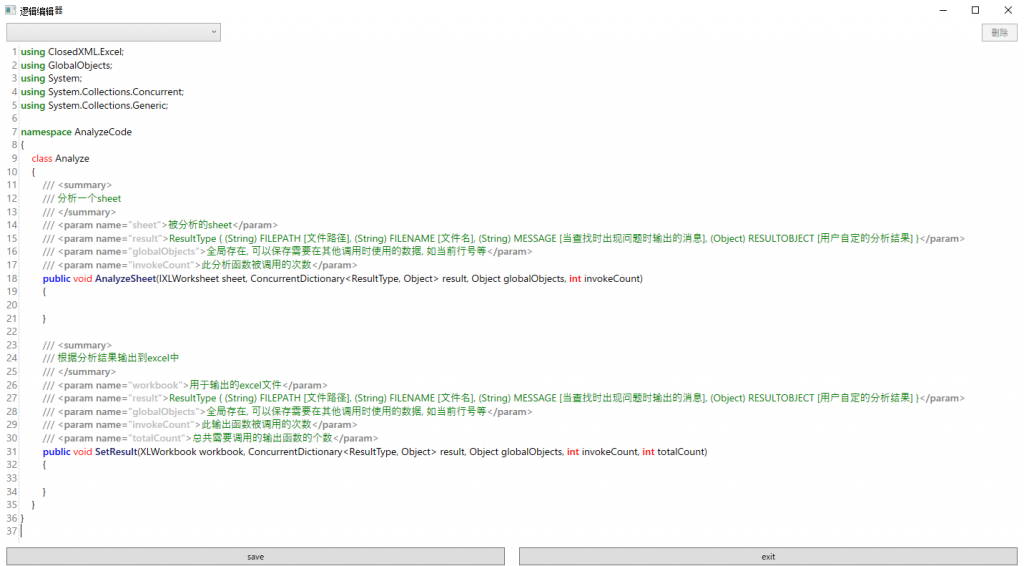 逻辑编辑器
删除
1 using ClosedXML.Excel;
2 using GlobalObjects;
3 using System;
4 using System.Collections.Concurrent;
5 using System.Collections.Generic;
6
7 namespace AnalyzeCode
8 {
9 class Analyze
10 {
11 /// <summary>
12 /// 分析一个sheet
13 /// </summary>
14 /// <param name="sheet">被分析的sheet</param>
15 /// <param name="result">ResultType { (String) FILEPATH [文件路径], (String) FILENAME [文件名], (String) MESSAGE [当查找时出现问题时输出的消息], (Object) RESULTOBJECT [用户自定的分析结果] }</param>
16 /// <param name="globalObjects">全局存在, 可以保存需要在其他调用时使用的数据, 如当前行号等</param>
17 /// <param name="invokeCount">此分析函数被调用的次数</param>
18 public void AnalyzeSheet(IXLWorksheet sheet, ConcurrentDictionary<ResultType, Object> result, Object globalObjects, int invokeCount)
19 {
20
21 }
22
23 /// <summary>
24 /// 根据分析结果输出到excel中
25 /// </summary>
26 /// <param name="workbook">用于输出的excel文件</param>
27 /// <param name="result">ResultType { (String) FILEPATH [文件路径], (String) FILENAME [文件名], (String) MESSAGE [当查找时出现问题时输出的消息], (Object) RESULTOBJECT [用户自定的分析结果] }</param>
28 /// <param name="globalObjects">全局存在, 可以保存需要在其他调用时使用的数据, 如当前行号等</param>
29 /// <param name="invokeCount">此输出函数被调用的次数</param>
30 /// <param name="totalCount">总共需要调用的输出函数的个数</param>
31 public void SetResult(XLWorkbook workbook, ConcurrentDictionary<ResultType, Object> result, Object globalObjects, int invokeCount, int totalCount)
32 {
33
34 }
35 }
36 }
37
save
exit